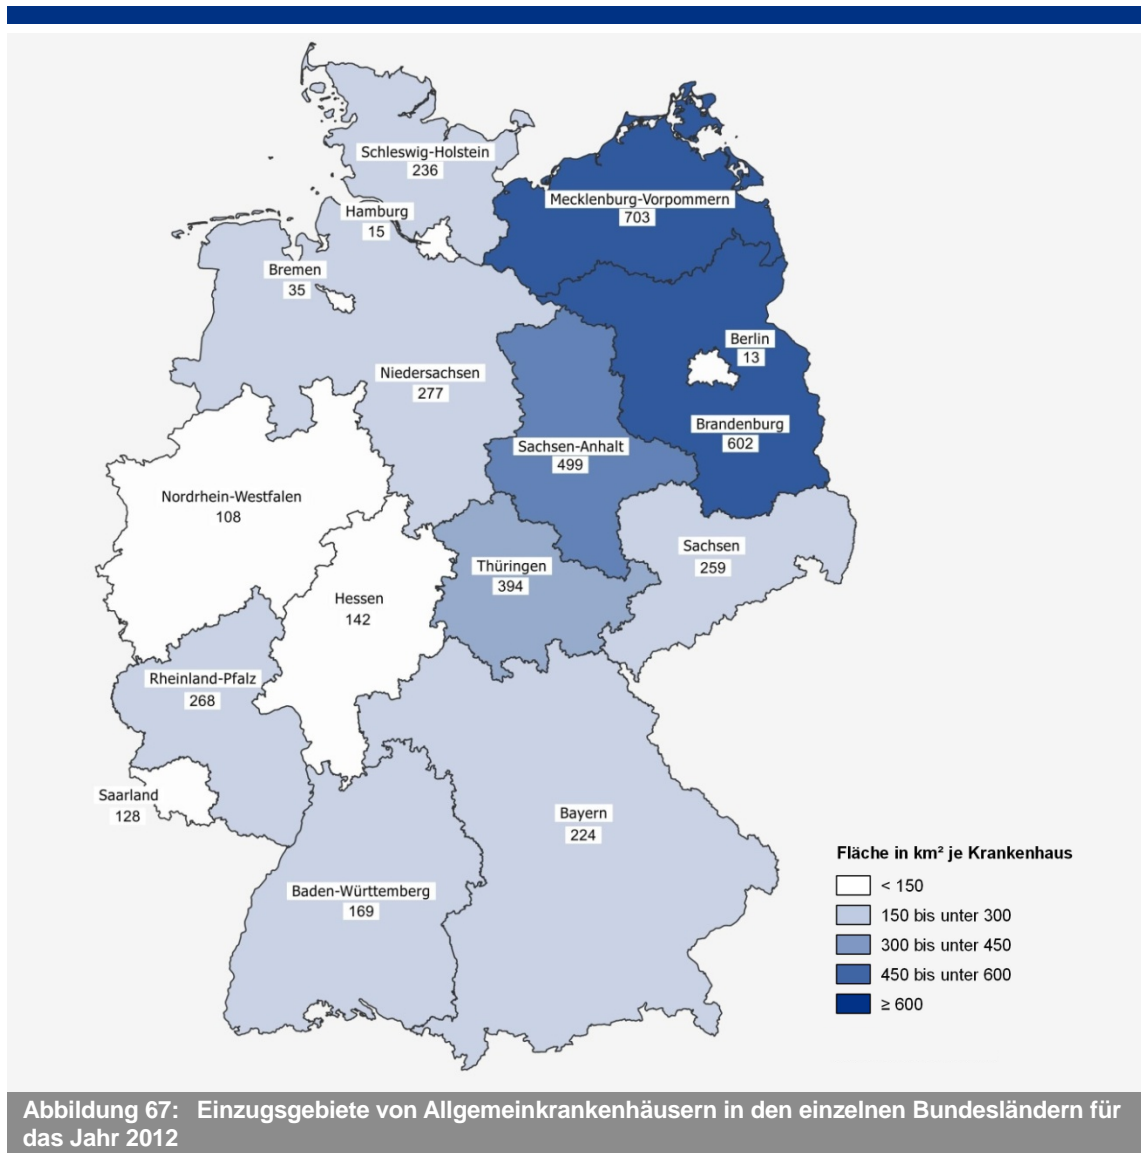 Schleswig-Holstein
236
Mecklenburg-Vorpommern
703
Hamburg
15
Bremen
35
Berlin
13
Niedersachsen
277
Brandenburg
602
Sachsen-Anhalt
499
Nordrhein-Westfalen
108
Sachsen
259
Thüringen
394
Hessen
142
Rheinland-Pfalz
268
Saarland
128
Bayern
224
Baden-Württemberg
169
Fläche in km² je Krankenhaus
< 150
150 bis unter 300
300 bis unter 450
450 bis unter 600
≥ 600
Abbildung 67: Einzugsgebiete von Allgemeinkrankenhäusern in den einzelnen Bundesländern für
das Jahr 2012